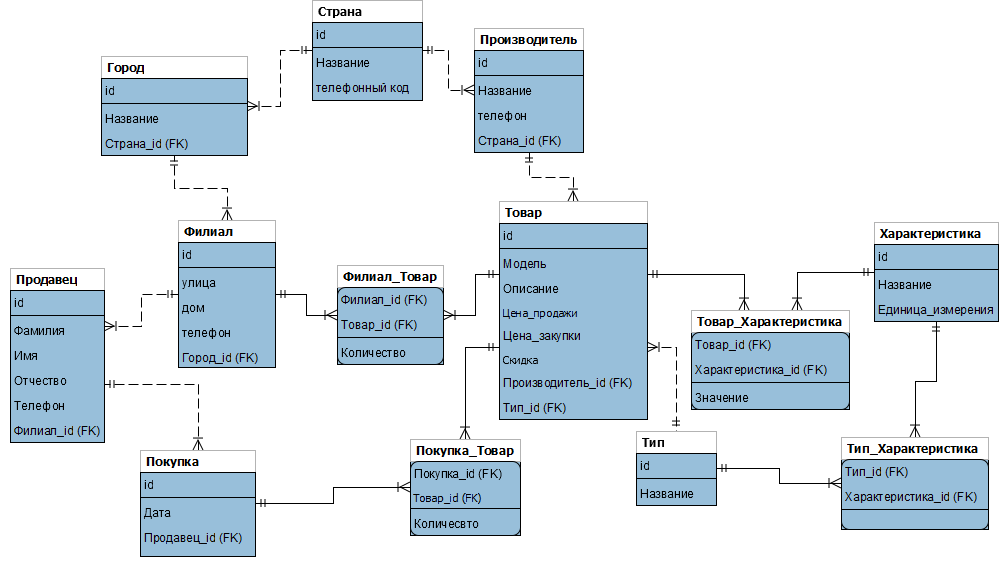 Страна
id
Название
телефонный код
Производитель
id
Название
телефон
Страна_id (FK)
Город
id
Название
Страна_id (FK)
Филиал
id
улица
дом
телефон
Город_id (FK)
Продавец
id
Фамилия
Имя
Отчество
Телефон
Филиал_id (FK)
Филиал_Товар
Филиал_id (FK)
Товар_id (FK)
Количество
Товар
id
Модель
Описание
Цена_продажи
Цена_закупки
Скидка
Производитель_id (FK)
Тип_id (FK)
Характеристика
id
Название
Единица_измерения
Товар_Характеристика
Товар_id (FK)
Характеристика_id (FK)
Значение
Покупка
id
Дата
Продавец_id (FK)
Покупка_Товар
Покупка_id (FK)
Товар_id (FK)
Количесвто
Тип
id
Название
Тип_Характеристика
Тип_id (FK)
Характеристика_id (FK)